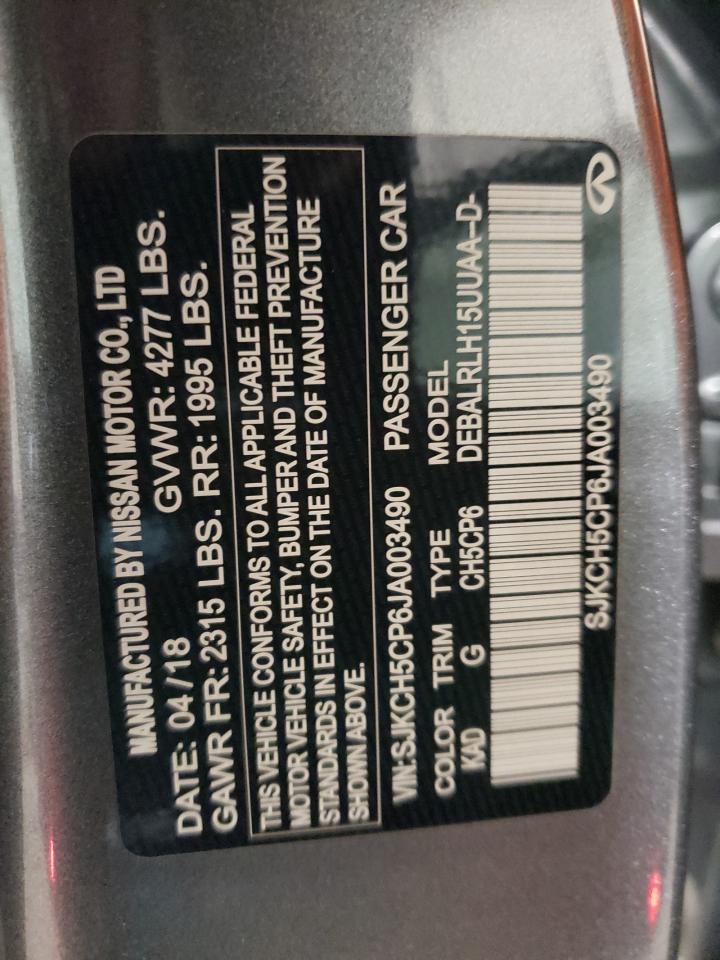 MANUFACTURED BY NISSAN MOTOR CO., LTD
DATE: 04 /18 GVWR: 4277 LBS.
GAWR FR: 2315 LBS. RR: 1995 LBS.
THIS VEHICLE CONFORMS TO ALL APPLICABLE FEDERAL
MOTOR VEHICLE SAFETY, BUMPER AND THEFT PREVENTION
STANDARDS IN EFFECT ON THE DATE OF MANUFACTURE
SHOWN ABOVE.
VIN:SJKCH5CP6JA003490 PASSENGER CAR
COLOR TRIM TYPE MODEL
KAD G CH5CP6 DEBALRLH15UUAA-D-
SJKCH5CP6JA003490